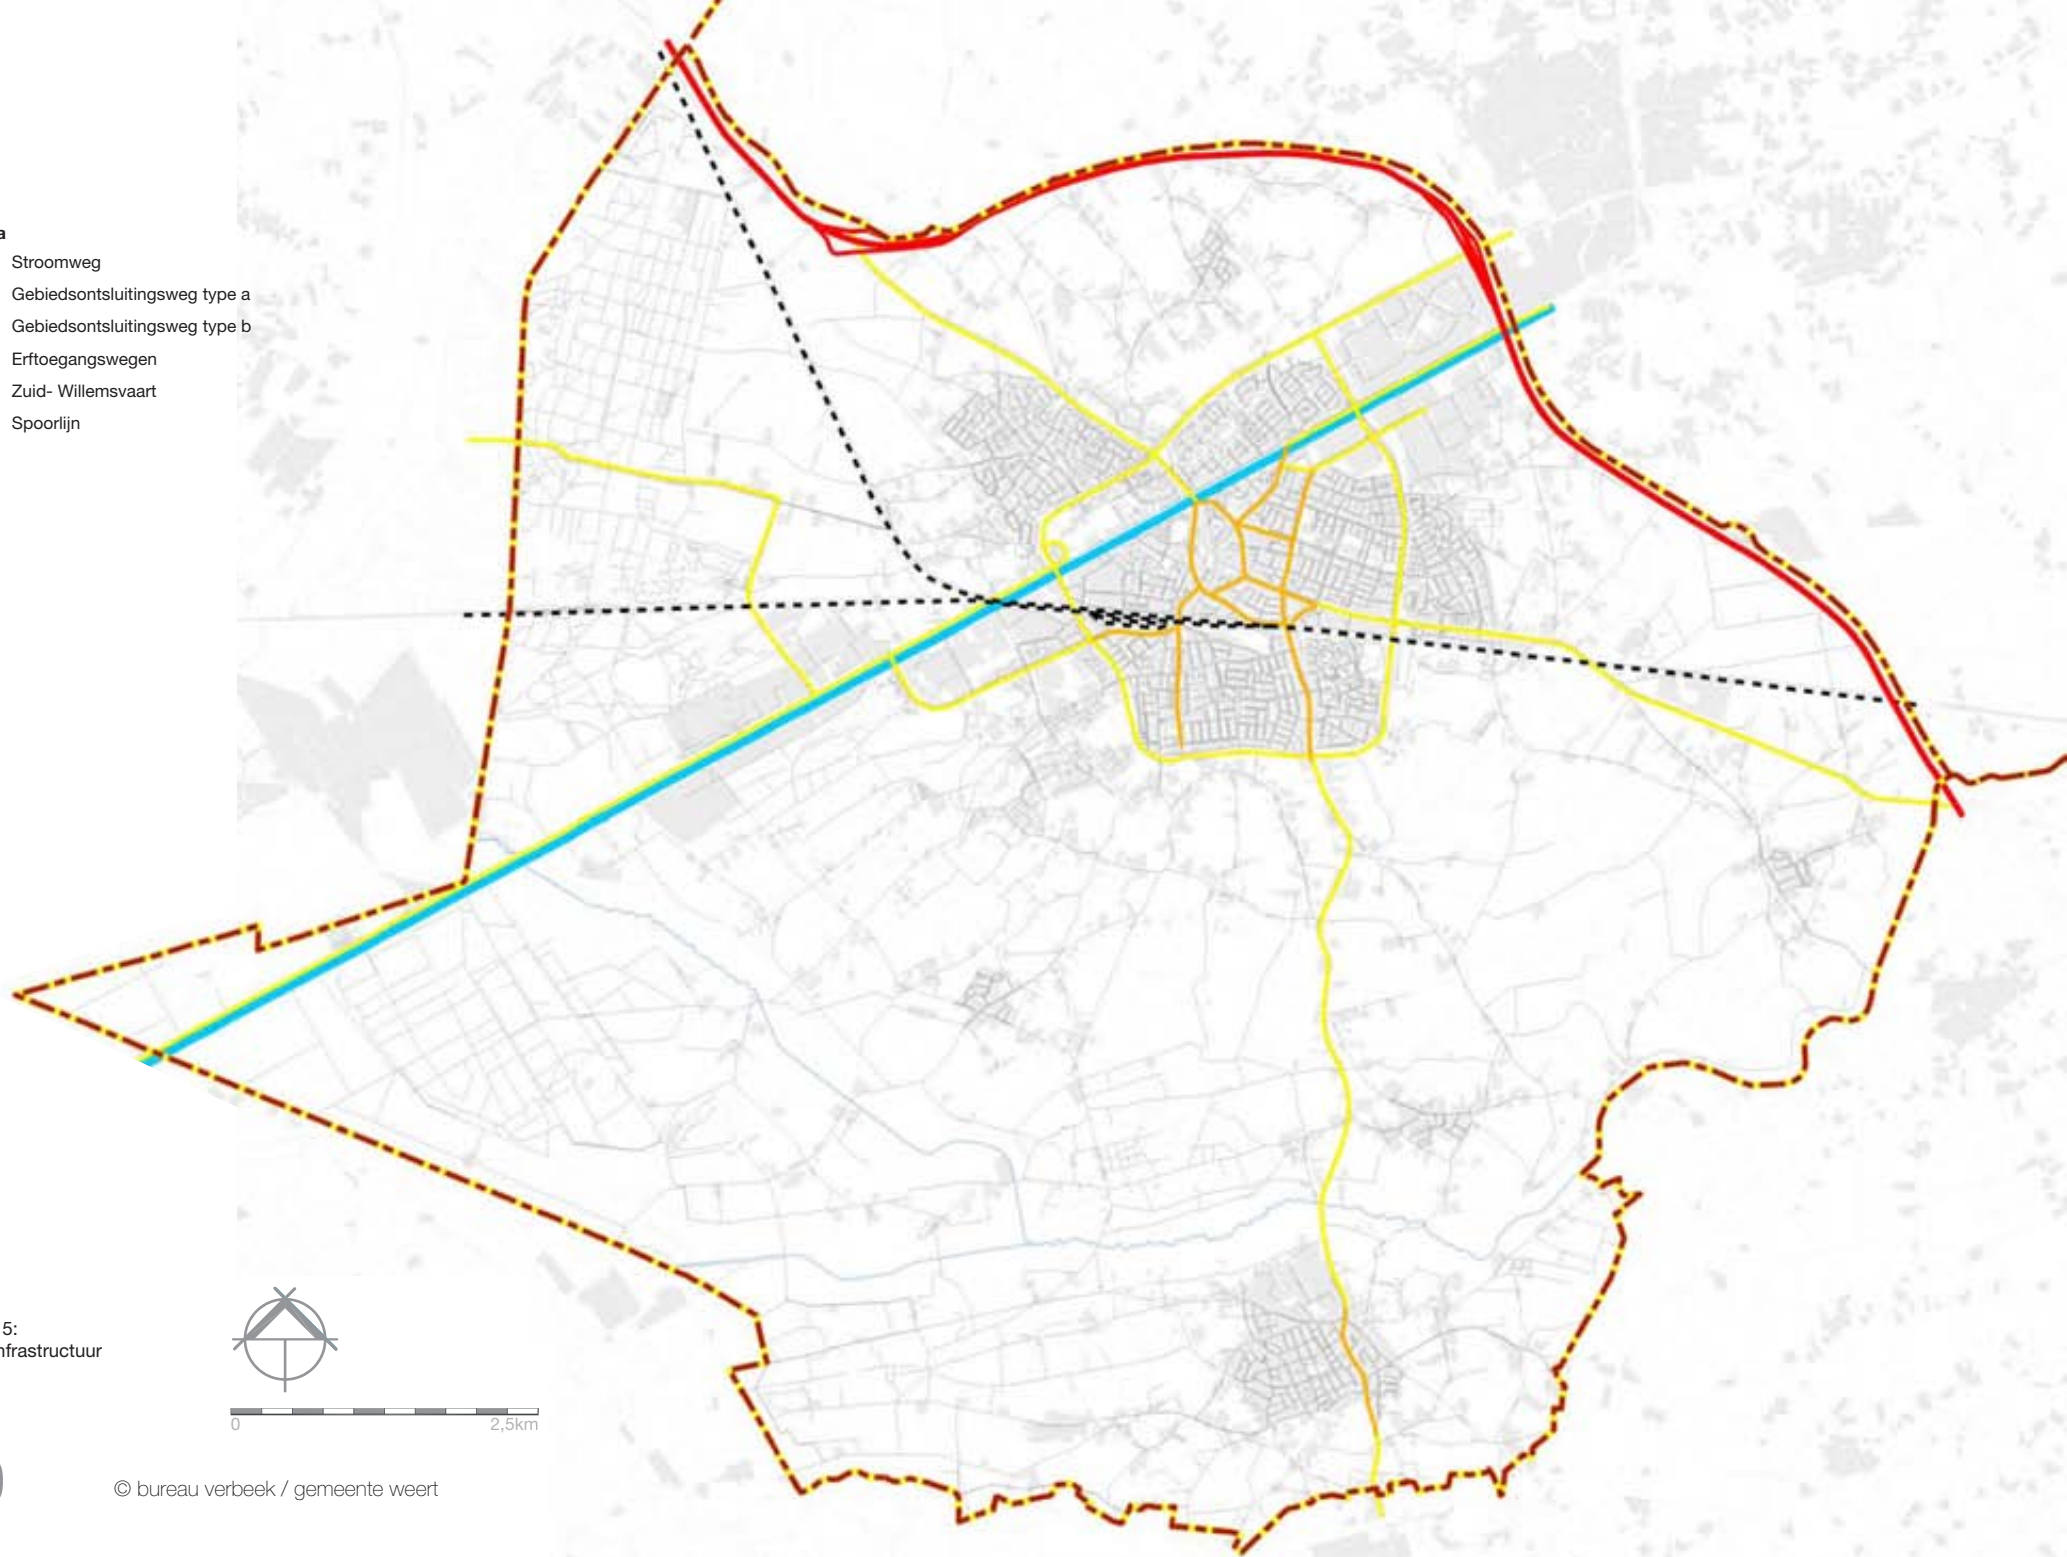 a
Stroomweg
Gebiedsontsluitingsweg type a
Gebiedsontsluitingsweg type b
Erftoegangswegen
Zuid- Willemsvaart
Spoorlijn
5:
nfrastructuur
0 2,5km
© bureau verbeek / gemeente weert